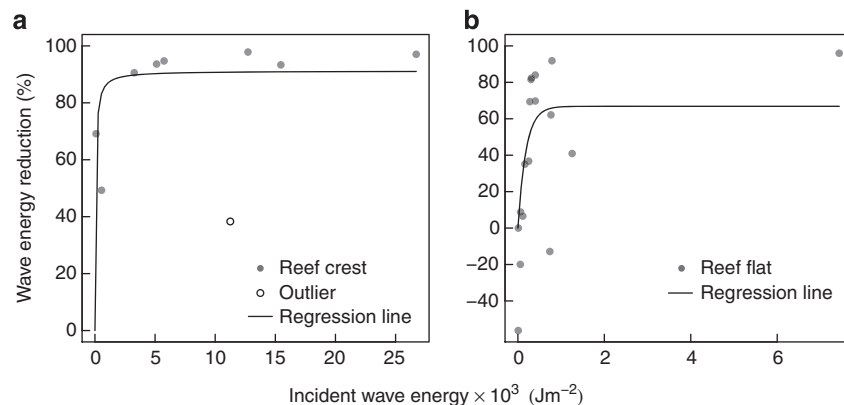 a
b
Wave energy reduction (%)
100
80
60
40
20
0
Reef crest
Outlier
Regression line
0
5
10
15
20
25
100
80
60
40
20
0
−20
−40
Reef flat
Regression line
0
2
4
6
Incident wave energy × 10³ (Jm⁻²)